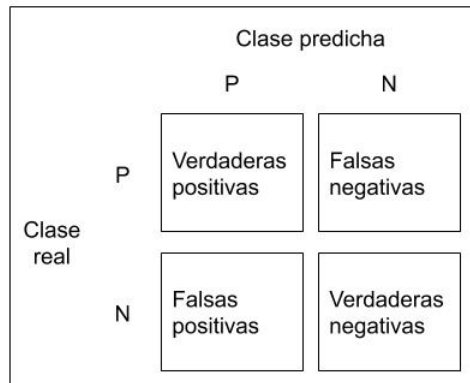 Clase predicha
P N
P
Verdaderas
positivas
Falsas
negativas
Clase
real
N
Falsas
positivas
Verdaderas
negativas